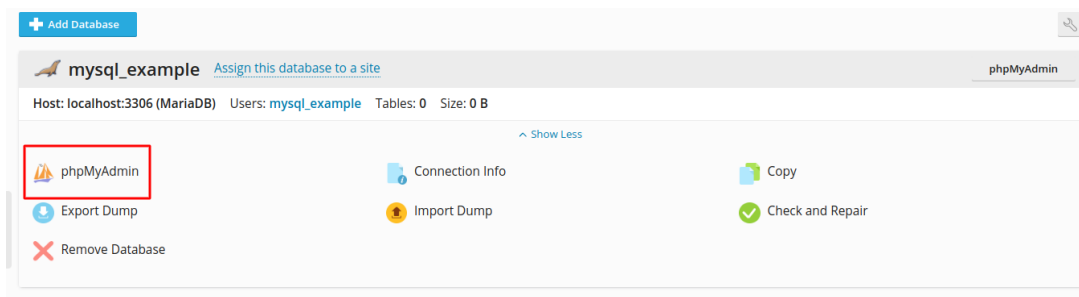 Add Database
mysql_example Assign this database to a site phpMyAdmin
Host: localhost:3306 (MariaDB) Users: mysql_example Tables: 0 Size: 0 B
Show Less
phpMyAdmin Connection Info Copy
Export Dump Import Dump Check and Repair
Remove Database